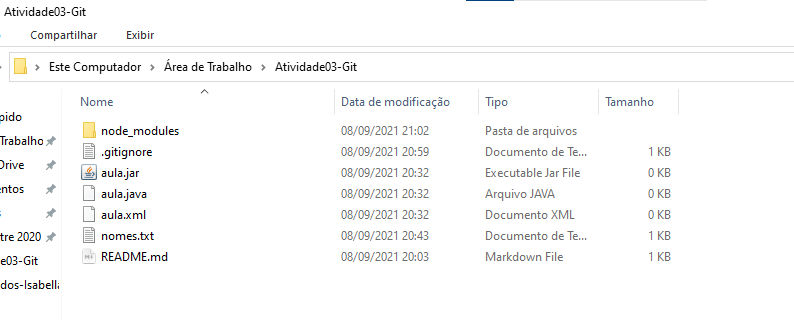 Atividade03-Git
Compartilhar Exibir
Este Computador Área de Trabalho Atividade03-Git
Nome Data de modificação Tipo Tamanho
pido
node_modules 08/09/2021 21:02 Pasta de arquivos
Trabalho
.gitignore 08/09/2021 20:59 Documento de Te... 1 KB
Drive
aula.jar 08/09/2021 20:32 Executable Jar File 0 KB
entos
aula.java 08/09/2021 20:32 Arquivo JAVA 0 KB
s
aula.xml 08/09/2021 20:32 Documento XML 0 KB
tre 2020
nomes.txt 08/09/2021 20:43 Documento de Te... 1 KB
de03-Git
README.md 08/09/2021 20:03 Markdown File 1 KB
dos-Isabella